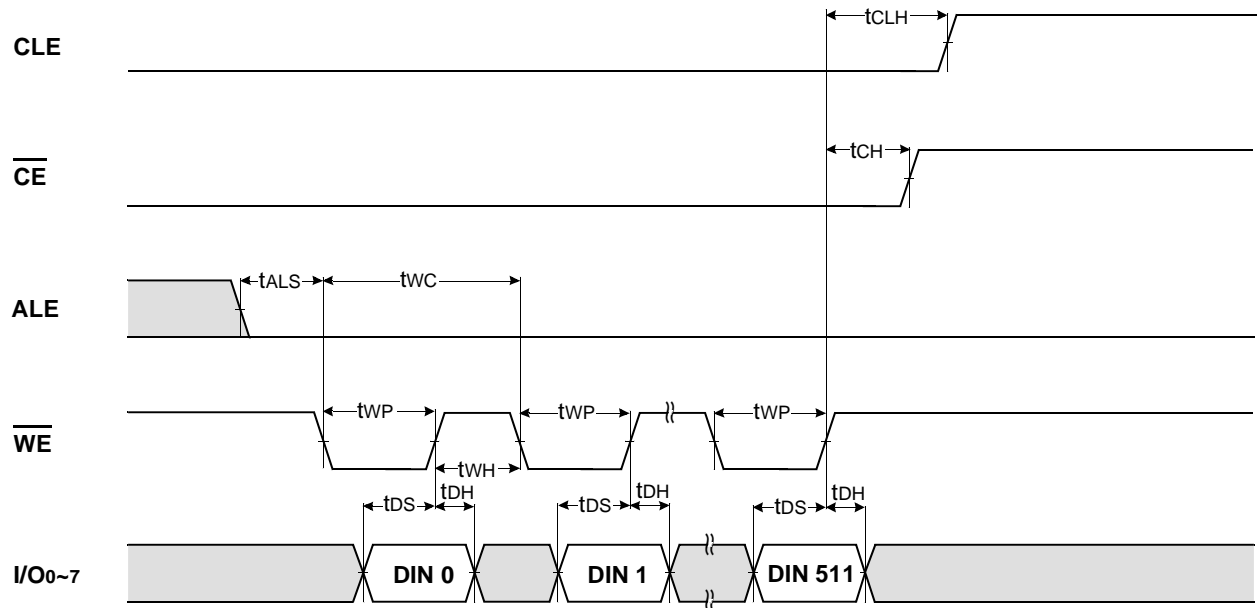 tCLH
CLE
tCH
CE
tALS
tWC
ALE
tWP
tWP
tWP
WE
tWH
tDS
tDH
tDS
tDH
tDS
tDH
I/O0~7
DIN 0
DIN 1
DIN 511